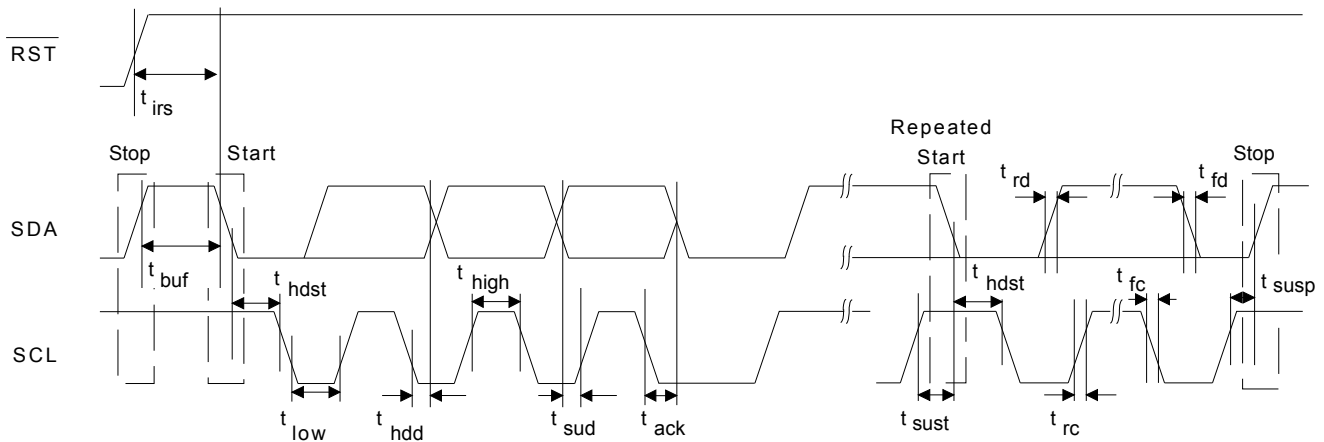 RST
t irs
Repeated
Stop Start Start Stop
t rd t fd
SDA
t buf t hdst t high t hdst t fc t susp
SCL
t low t hdd t sud t ack t sust t rc